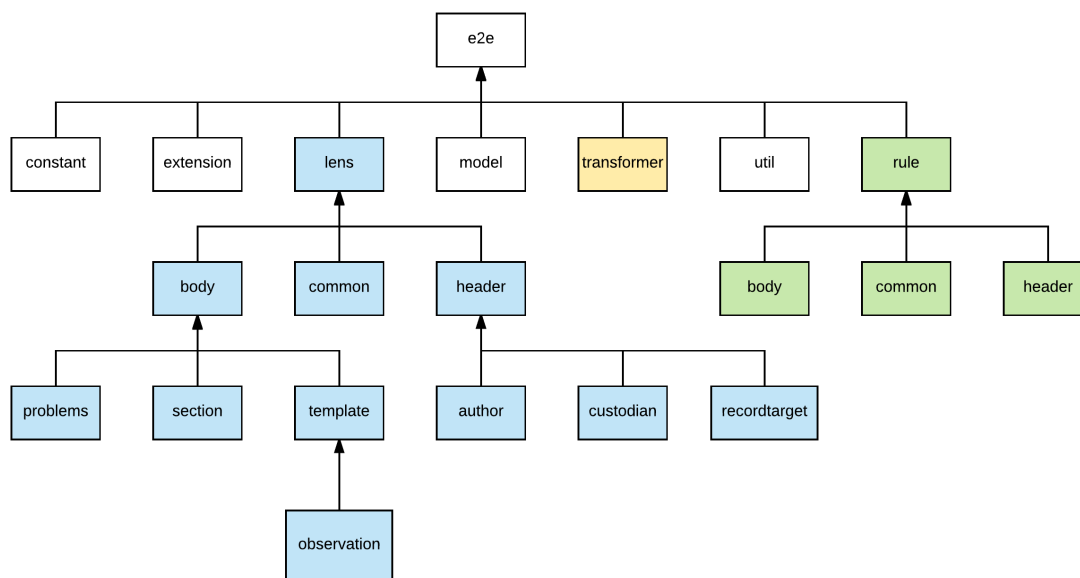 e2e
constant
extension
lens
model
transformer
util
rule
body
common
header
body
common
header
problems
section
template
author
custodian
recordtarget
observation